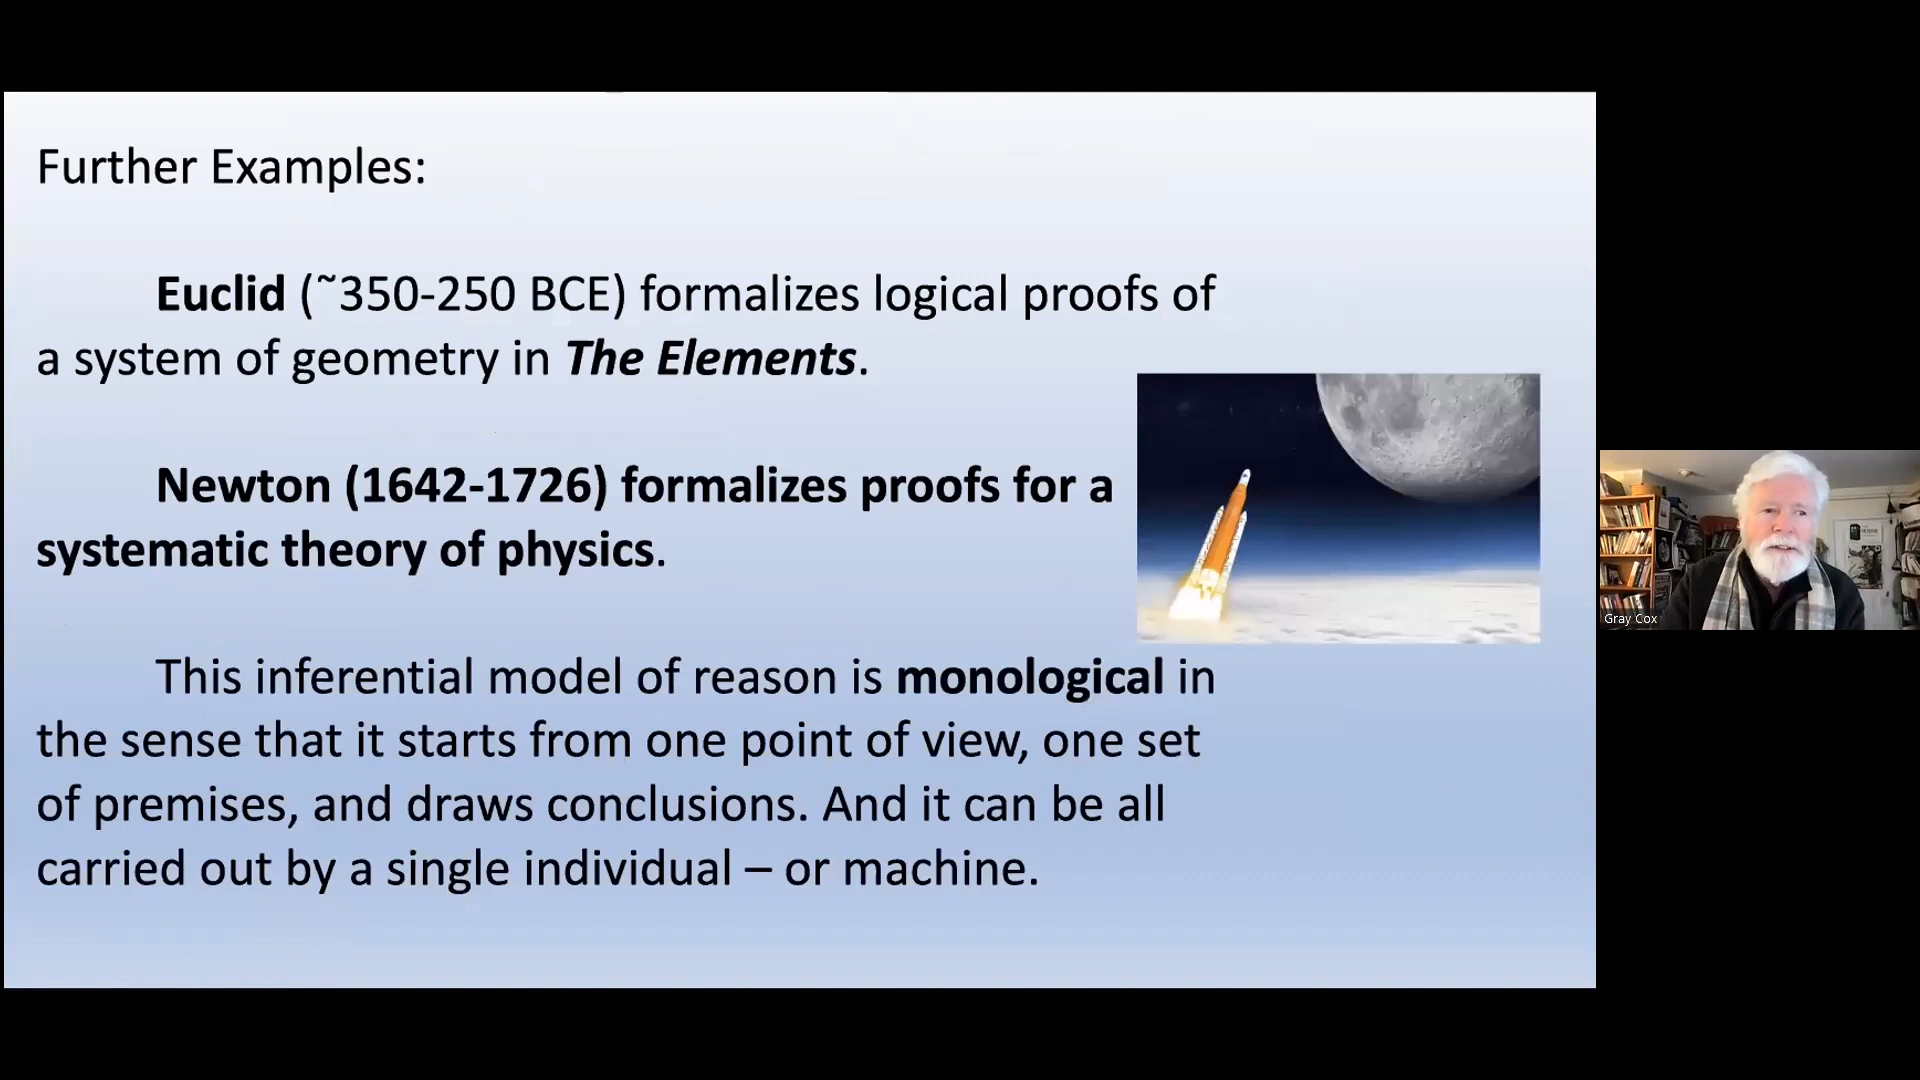 Further Examples:
Euclid (˜350-250 BCE) formalizes logical proofs of
a system of geometry in The Elements.
Newton (1642-1726) formalizes proofs for a
systematic theory of physics.
This inferential model of reason is monological in
the sense that it starts from one point of view, one set
of premises, and draws conclusions. And it can be all
carried out by a single individual – or machine.
Gray Cox